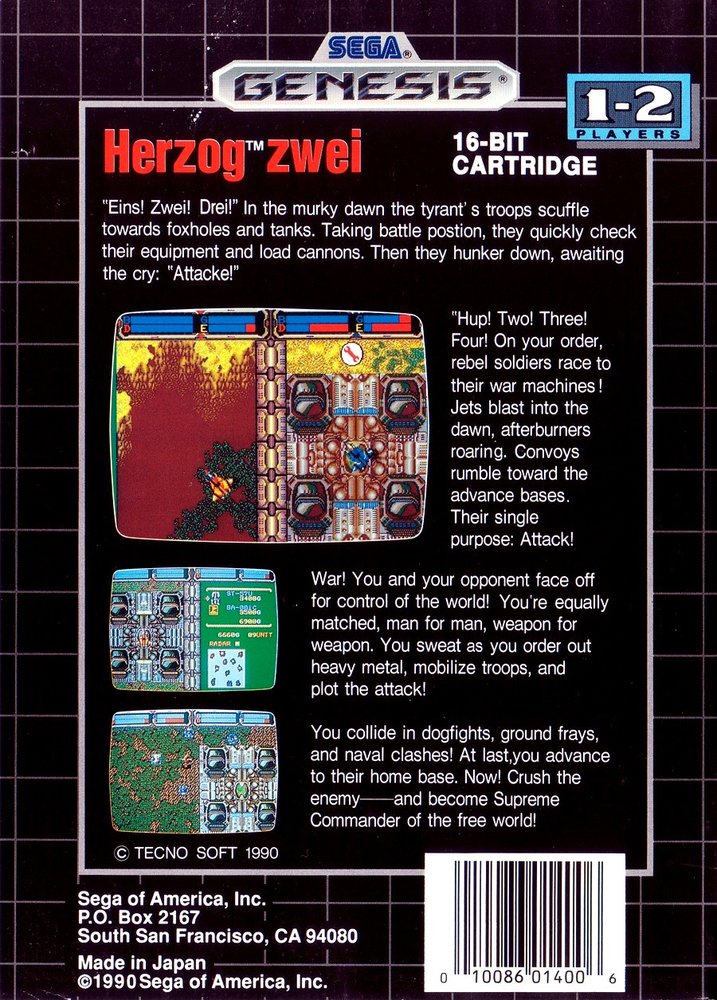 SEGA®
GENESIS®
1-2
PLAYERS
Herzog™ zwei
16-BIT
CARTRIDGE
"Eins! Zwei! Drei!" In the murky dawn the tyrant's troops scuffle
towards foxholes and tanks. Taking battle postion, they quickly check
their equipment and load cannons. Then they hunker down, awaiting
the cry: "Attacke!"
"Hup! Two! Three!
Four! On your order,
rebel soldiers race to
their war machines!
Jets blast into the
dawn, afterburners
roaring. Convoys
rumble toward the
advance bases.
Their single
purpose: Attack!
War! You and your opponent face off
for control of the world! You're equally
matched, man for man, weapon for
weapon. You sweat as you order out
heavy metal, mobilize troops, and
plot the attack!
RADAR
You collide in dogfights, ground frays,
and naval clashes! At last,you advance
to their home base. Now! Crush the
enemy——and become Supreme
Commander of the free world!
© TECNO SOFT 1990
Sega of America, Inc.
P.O. Box 2167
South San Francisco, CA 94080
Made in Japan
©1990 Sega of America, Inc.
0 10086 01400 6